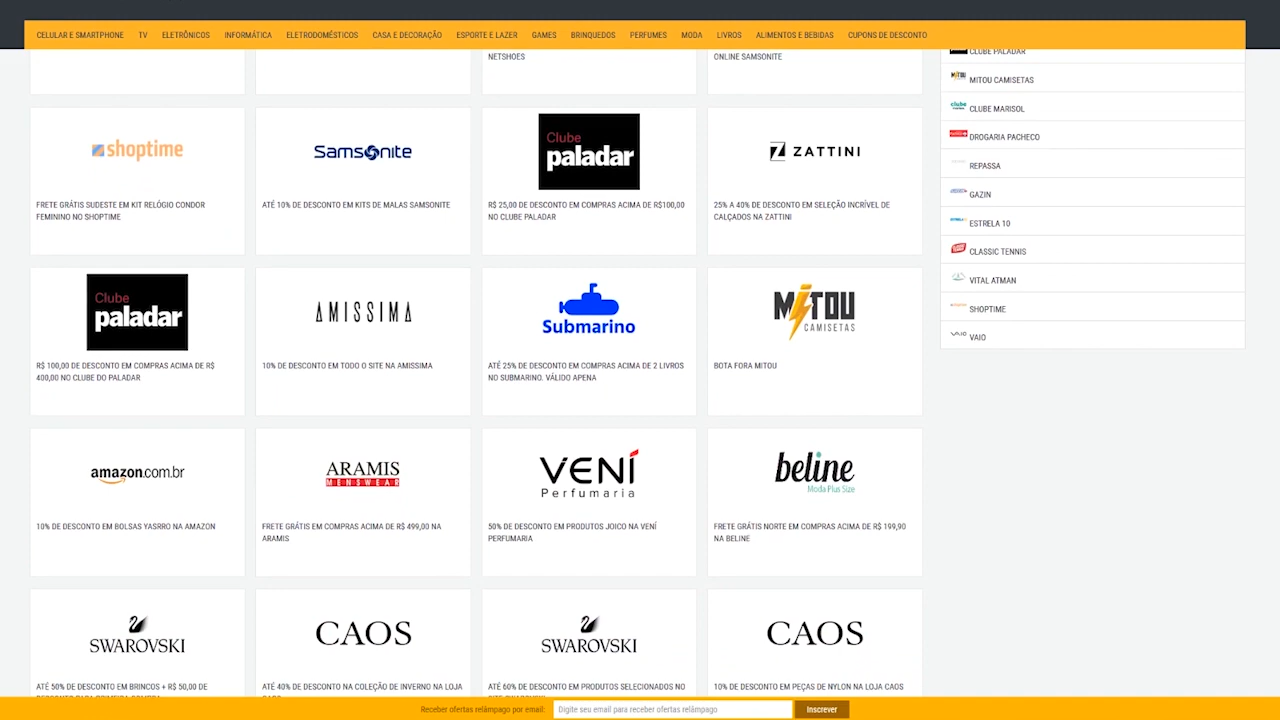 CELULAR E SMARTPHONE TV ELETRÔNICOS INFORMÁTICA ELETRODOMÉSTICOS CASA E DECORAÇÃO ESPORTE E LAZER GAMES BRINQUEDOS PERFUMES MODA LIVROS ALIMENTOS E BEBIDAS CUPONS DE DESCONTO
NETSHOES
ONLINE SAMSONITE
shoptime
FRETE GRÁTIS SUDESTE EM KIT RELÓGIO CONDOR
FEMININO NO SHOPTIME
Samsonite
ATÉ 10% DE DESCONTO EM KITS DE MALAS SAMSONITE
Clube
paladar
R$ 25,00 DE DESCONTO EM COMPRAS ACIMA DE R$100,00
NO CLUBE PALADAR
ZATTINI
25% A 40% DE DESCONTO EM SELEÇÃO INCRÍVEL DE
CALÇADOS NA ZATTINI
Clube
paladar
R$ 100,00 DE DESCONTO EM COMPRAS ACIMA DE R$
400,00 NO CLUBE DO PALADAR
AMISSIMA
10% DE DESCONTO EM TODO O SITE NA AMISSIMA
Submarino
ATÉ 25% DE DESCONTO EM COMPRAS ACIMA DE 2 LIVROS
NO SUBMARINO. VÁLIDO APENA
MITOU
CAMISETAS
BOTA FORA MITOU
amazon.com.br
10% DE DESCONTO EM BOLSAS YASRRO NA AMAZON
ARAMIS
MENSWEAR
FRETE GRÁTIS EM COMPRAS ACIMA DE R$ 499,00 NA
ARAMIS
VENÍ
Perfumaria
50% DE DESCONTO EM PRODUTOS JOICO NA VENÍ
PERFUMARIA
beline
Moda Plus Size
FRETE GRÁTIS NORTE EM COMPRAS ACIMA DE R$ 199,90
NA BELINE
SWAROVSKI
ATÉ 50% DE DESCONTO EM BRINCOS + R$ 50,00 DE
CAOS
ATÉ 40% DE DESCONTO NA COLEÇÃO DE INVERNO NA LOJA
SWAROVSKI
ATÉ 60% DE DESCONTO EM PRODUTOS SELECIONADOS NO
CAOS
10% DE DESCONTO EM PEÇAS DE NYLON NA LOJA CAOS
CLUBE PALADAR
MITOU CAMISETAS
CLUBE MARISOL
DROGARIA PACHECO
REPASSA
GAZIN
ESTRELA 10
CLASSIC TENNIS
VITAL ATMAN
SHOPTIME
VAIO
Receber ofertas relâmpago por email: Digite seu email para receber ofertas relâmpago Inscrever